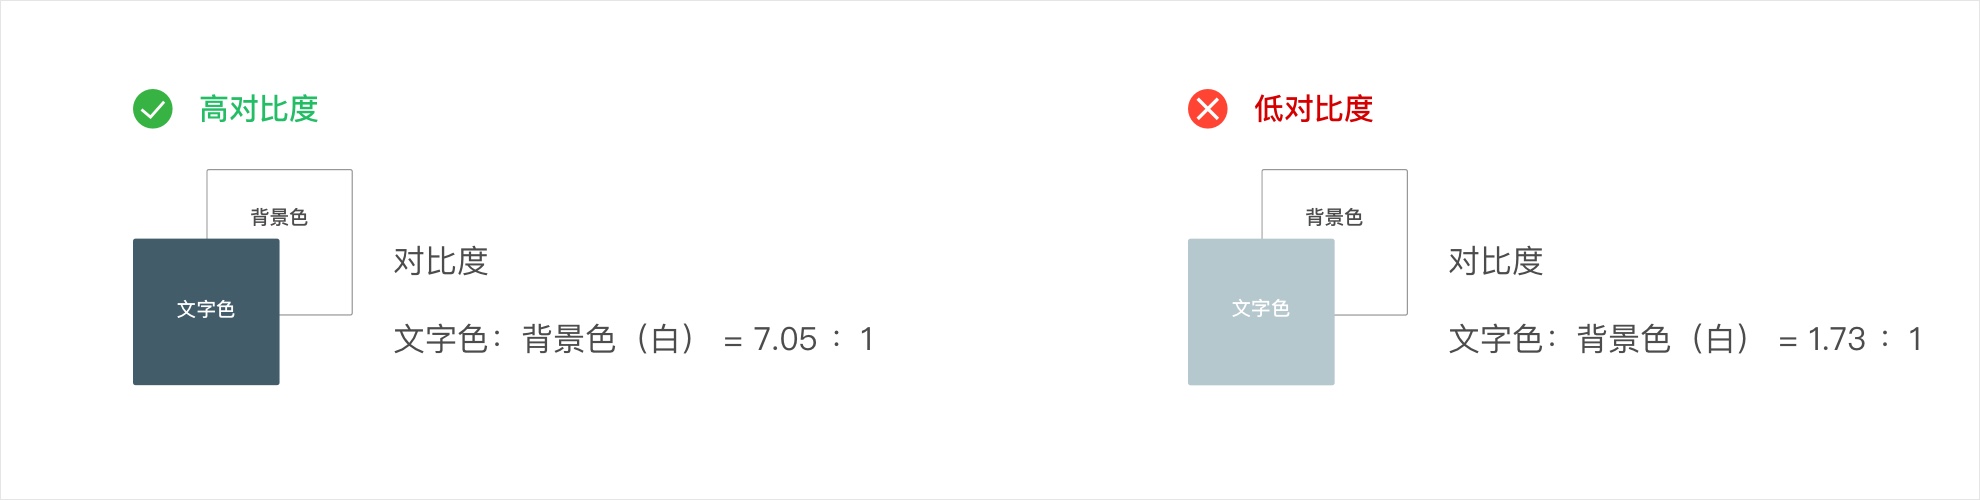 高对比度
背景色
文字色
对比度
文字色：背景色（白） = 7.05 : 1
低对比度
背景色
文字色
对比度
文字色：背景色（白） = 1.73 : 1